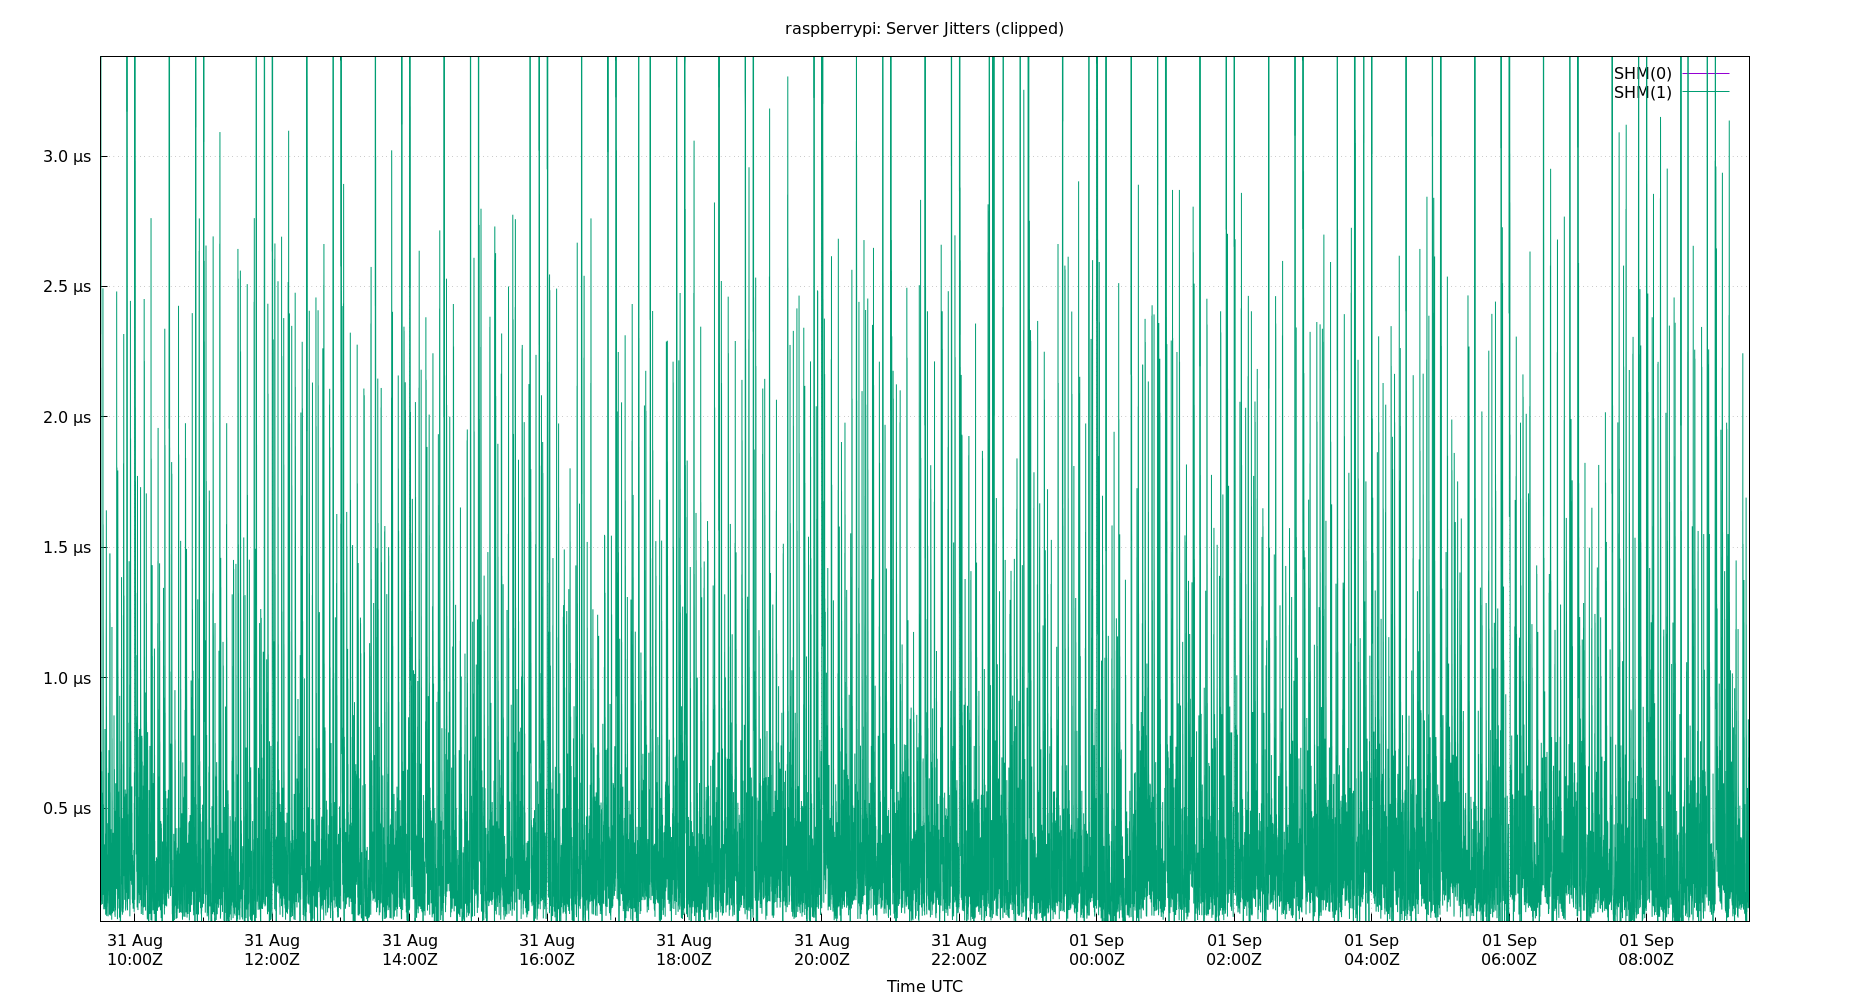 raspberrypi: Server Jitters (clipped)
SHM(0)
SHM(1)
3.0 µs
2.5 µs
2.0 µs
1.5 µs
1.0 µs
0.5 µs
31 Aug 31 Aug 31 Aug 31 Aug 31 Aug 31 Aug 31 Aug 01 Sep 01 Sep 01 Sep 01 Sep 01 Sep
10:00Z 12:00Z 14:00Z 16:00Z 18:00Z 20:00Z 22:00Z 00:00Z 02:00Z 04:00Z 06:00Z 08:00Z
Time UTC